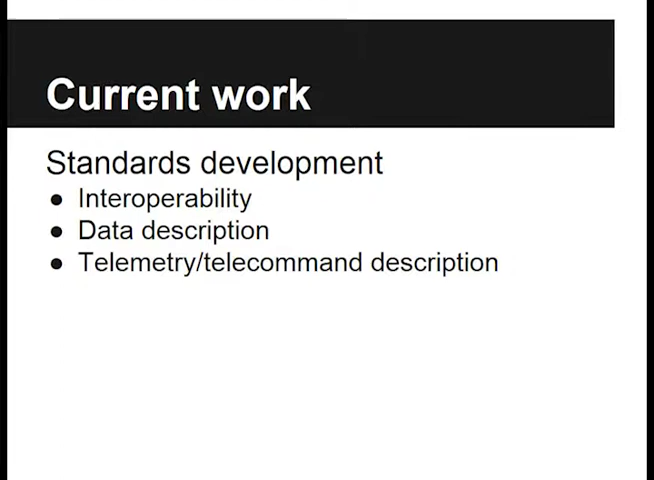 Current work
Standards development
● Interoperability
● Data description
● Telemetry/telecommand description